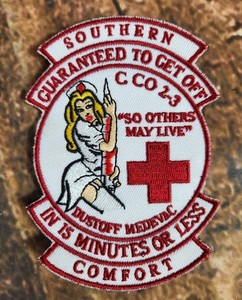 SOUTHERN
GUARANTEED TO GET OFF
C CO 2-3
"SO OTHERS
MAY LIVE"
DUSTOFF MEDEVAC
IN 15 MINUTES OR LESS
COMFORT